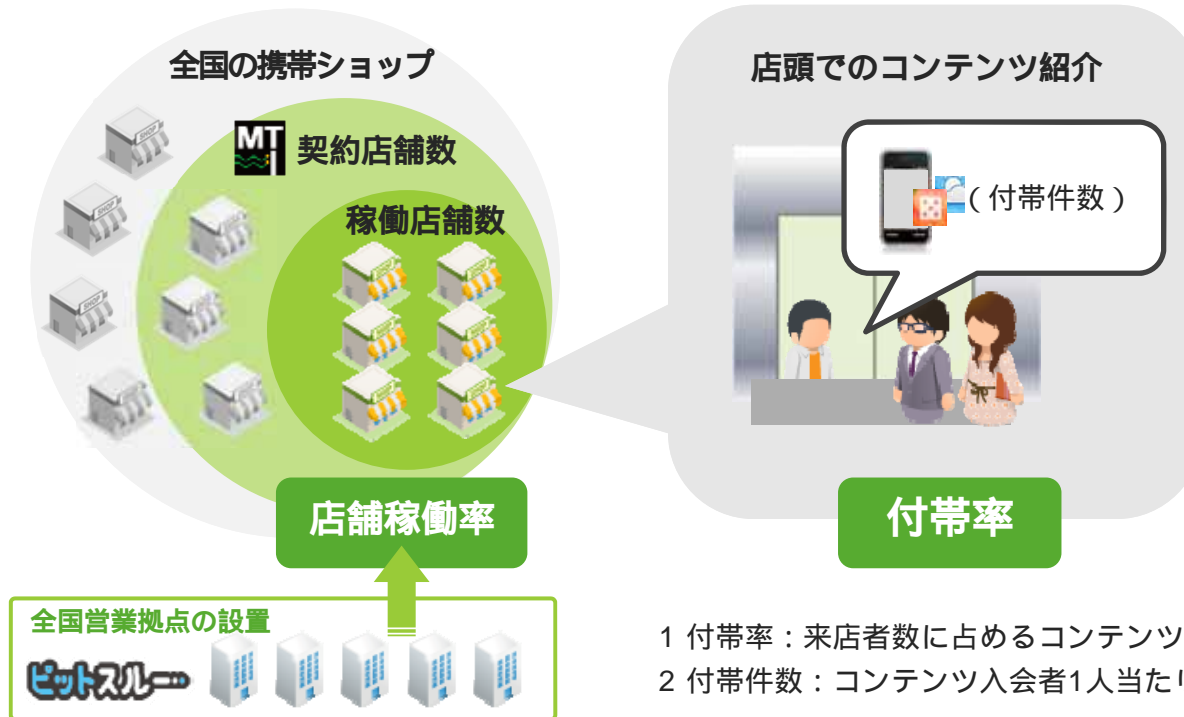 全国の携帯ショップ
MTI 契約店舗数
稼働店舗数
店舗稼働率
全国営業拠点の設置
ビットスルー
店頭でのコンテンツ紹介
(付帯件数)
付帯率
1 付帯率:来店者数に占めるコンテンツ
2 付帯件数:コンテンツ入会者1人当たり